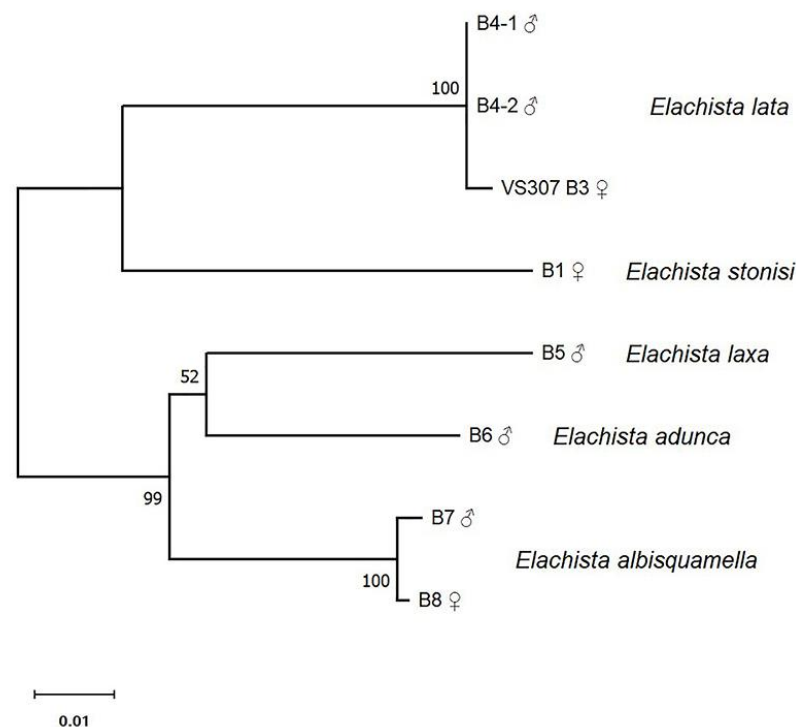 B4-1 ♂
100
B4-2 ♂ Elachista lata
VS307 B3 ♀
B1 ♀ Elachista stonisi
B5 ♂ Elachista laxa
52
B6 ♂ Elachista adunca
99
B7 ♂
Elachista albisquamella
100
B8 ♀
0.01